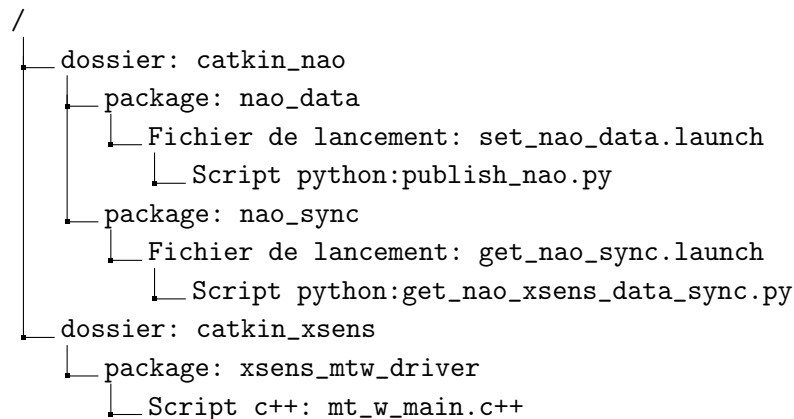 /
dossier: catkin_nao
package: nao_data
Fichier de lancement: set_nao_data.launch
Script python:publish_nao.py
package: nao_sync
Fichier de lancement: get_nao_sync.launch
Script python:get_nao_xsens_data_sync.py
dossier: catkin_xsens
package: xsens_mtw_driver
Script c++: mt_w_main.c++